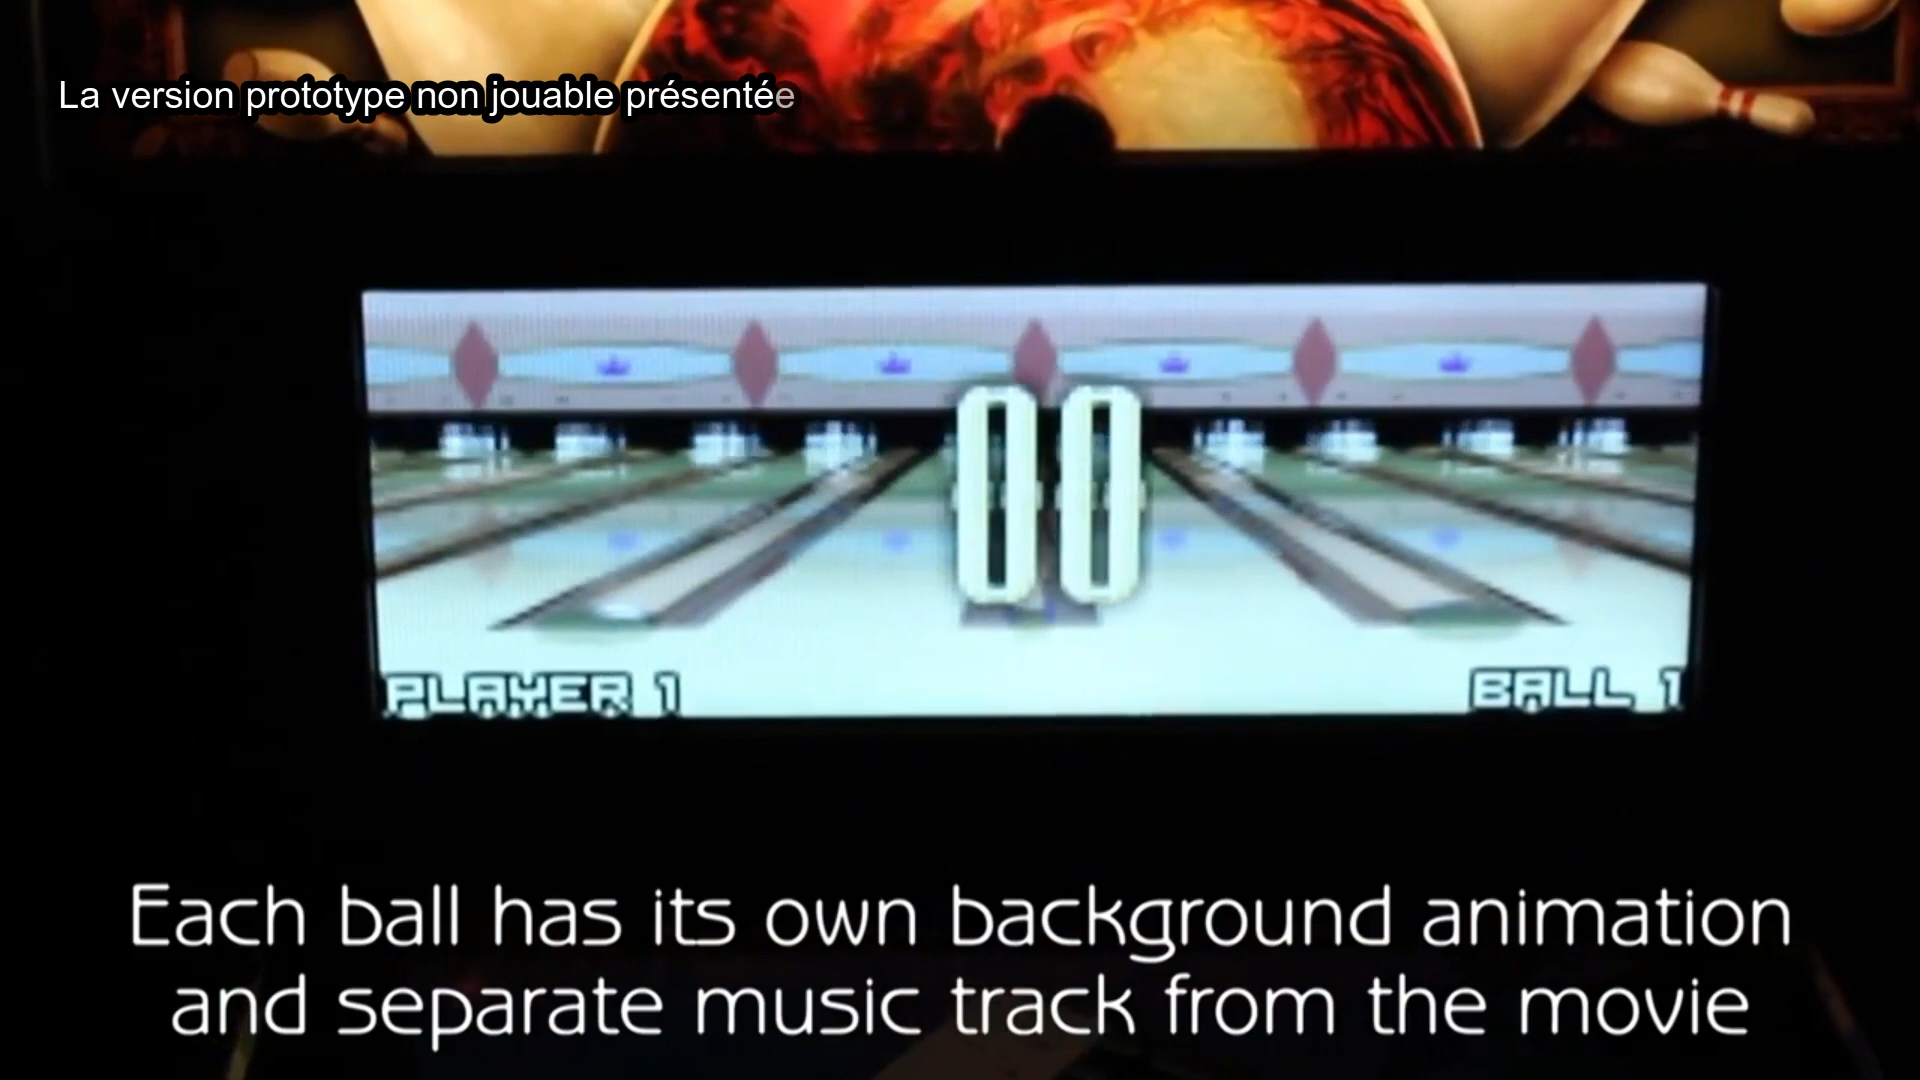 La version prototype non jouable présentée
00
PLAYER 1
BALL 1
Each ball has its own background animation
and separate music track from the movie